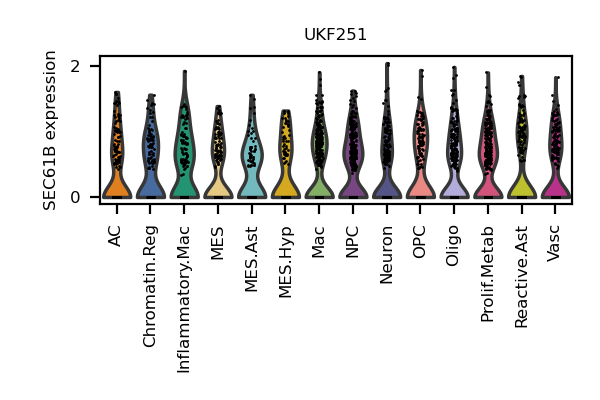 UKF251
SEC61B expression
2
0
AC
Chromatin.Reg
Inflammatory.Mac
MES
MES.Ast
MES.Hyp
Mac
NPC
Neuron
OPC
Oligo
Prolif.Metab
Reactive.Ast
Vasc